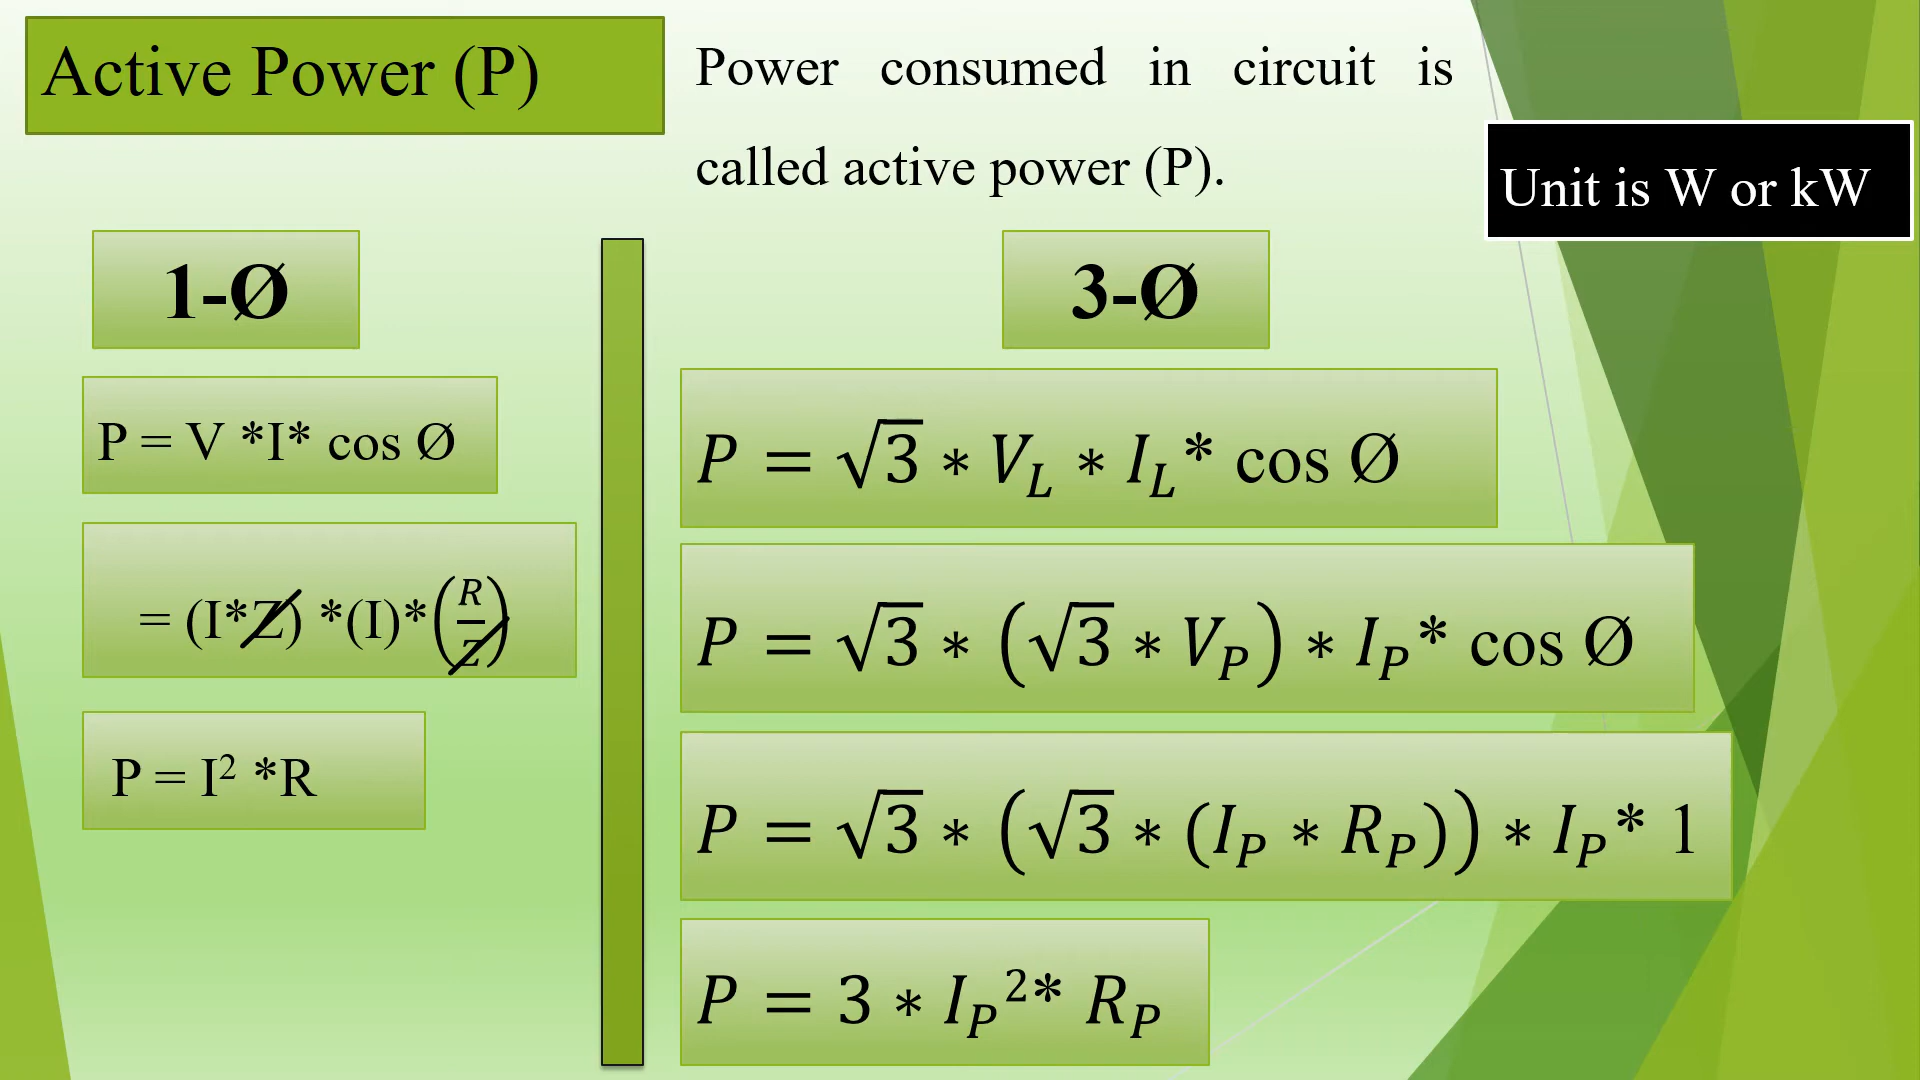 Active Power (P)
Power consumed in circuit is
called active power (P).
Unit is W or kW
1-Ø
P = V *I* cos Ø
= (I*Z) *(I)*(R/Z)
P = I² *R
3-Ø
P = √3 * V_L * I_L* cos Ø
P = √3 * (√3 * V_P) * I_P* cos Ø
P = √3 * (√3 * (I_P * R_P)) * I_P* 1
P = 3 * I_P²* R_P